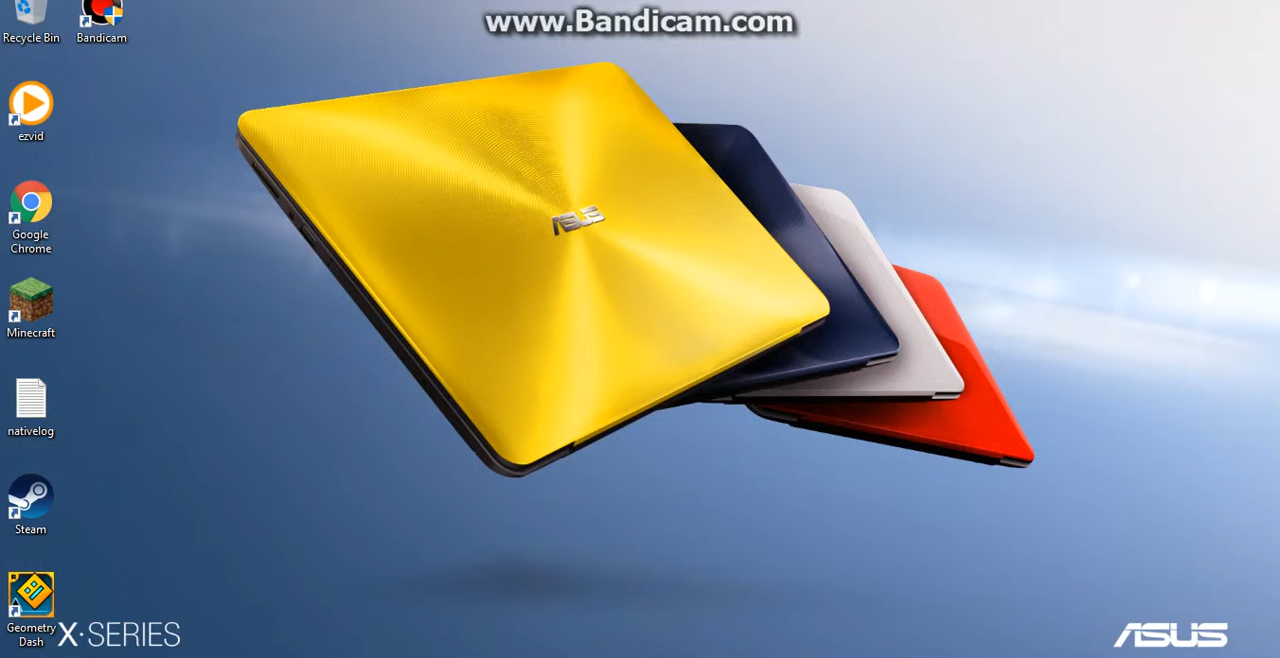 www.Bandicam.com
Recycle Bin
Bandicam
ezvid
Google
Chrome
Minecraft
nativelog
Steam
Geometry
Dash
ASUS
X·SERIES
ASUS